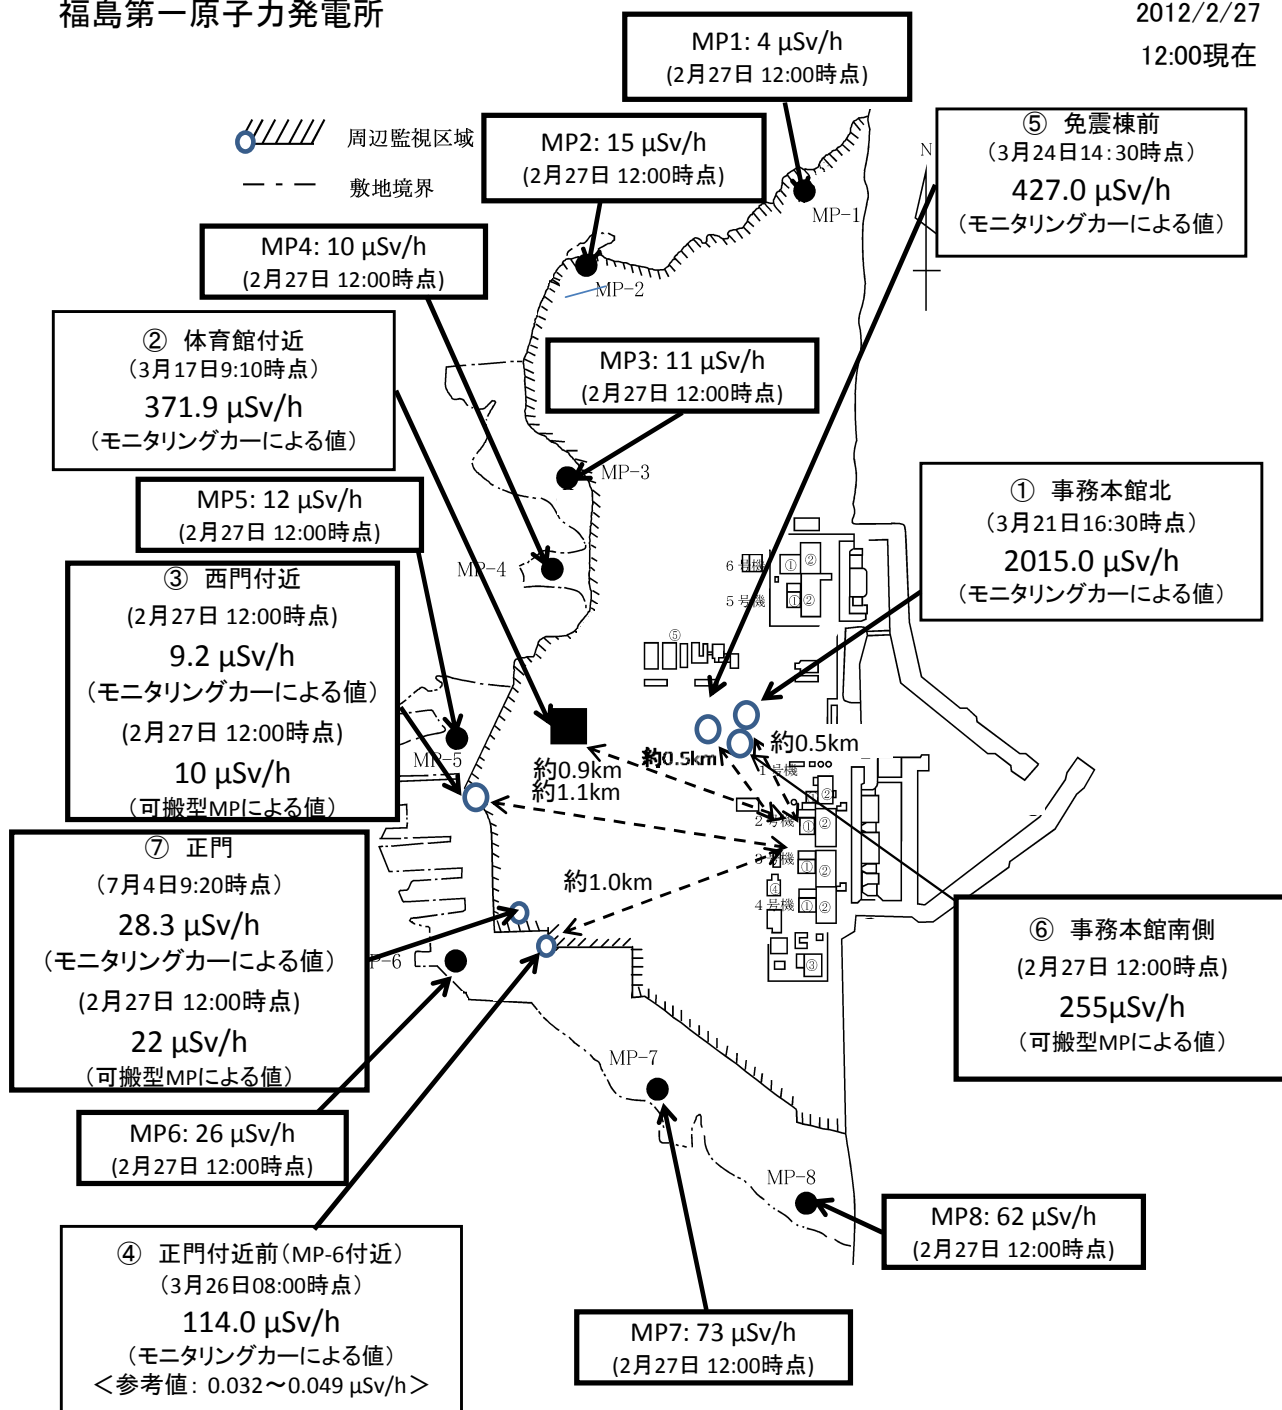 福島第一原子力発電所
2012/2/27
12:00現在
周辺監視区域
敷地境界
MP1: 4 μSv/h
(2月27日 12:00時点)
MP2: 15 μSv/h
(2月27日 12:00時点)
⑤ 免震棟前
(3月24日14:30時点)
427.0 μSv/h
(モニタリングカーによる値)
N
MP-1
MP4: 10 μSv/h
(2月27日 12:00時点)
MP-2
② 体育館付近
(3月17日9:10時点)
371.9 μSv/h
(モニタリングカーによる値)
MP3: 11 μSv/h
(2月27日 12:00時点)
MP-3
MP5: 12 μSv/h
(2月27日 12:00時点)
① 事務本館北
(3月21日16:30時点)
2015.0 μSv/h
(モニタリングカーによる値)
MP-4
③ 西門付近
(2月27日 12:00時点)
9.2 μSv/h
(モニタリングカーによる値)
(2月27日 12:00時点)
10 μSv/h
(可搬型MPによる値)
6号機
① ②
5号機
① ②
⑤
MP-5
約0.9km
約1.1km
約0.5km
約0.5km
1号機
②
2号機
① ②
3号機
① ②
④
4号機
① ②
③
⑦ 正門
(7月4日9:20時点)
28.3 μSv/h
(モニタリングカーによる値)
(2月27日 12:00時点)
22 μSv/h
(可搬型MPによる値)
約1.0km
P-6
⑥ 事務本館南側
(2月27日 12:00時点)
255μSv/h
(可搬型MPによる値)
MP-7
MP6: 26 μSv/h
(2月27日 12:00時点)
MP-8
MP8: 62 μSv/h
(2月27日 12:00時点)
④ 正門付近前(MP-6付近)
(3月26日08:00時点)
114.0 μSv/h
(モニタリングカーによる値)
<参考値: 0.032～0.049 μSv/h>
MP7: 73 μSv/h
(2月27日 12:00時点)